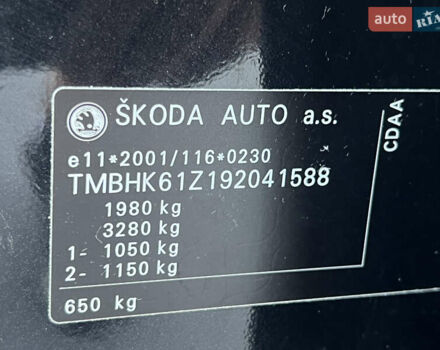 auto RIA
ŠKODA AUTO a.s.
CDAA
e11*2001/116*0230
TMBHK61Z192041588
1980 kg
3280 kg
1- 1050 kg
2- 1150 kg
650 kg